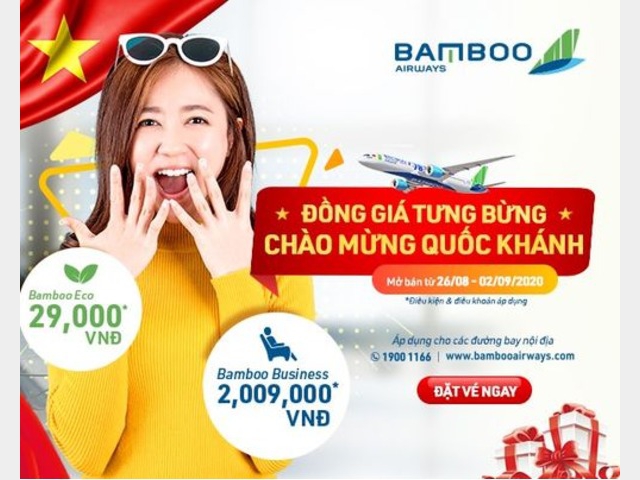 BAMBOO
AIRWAYS
ĐỒNG GIÁ TƯNG BỪNG
CHÀO MỪNG QUỐC KHÁNH
Mở bán từ 26/08 - 02/09/2020
*Điều kiện & điều khoản áp dụng
Bamboo Eco
29,000*
VNĐ
Bamboo Business
2,009,000*
VNĐ
Áp dụng cho các đường bay nội địa
1900 1166 | www.bambooairways.com
ĐẶT VÉ NGAY